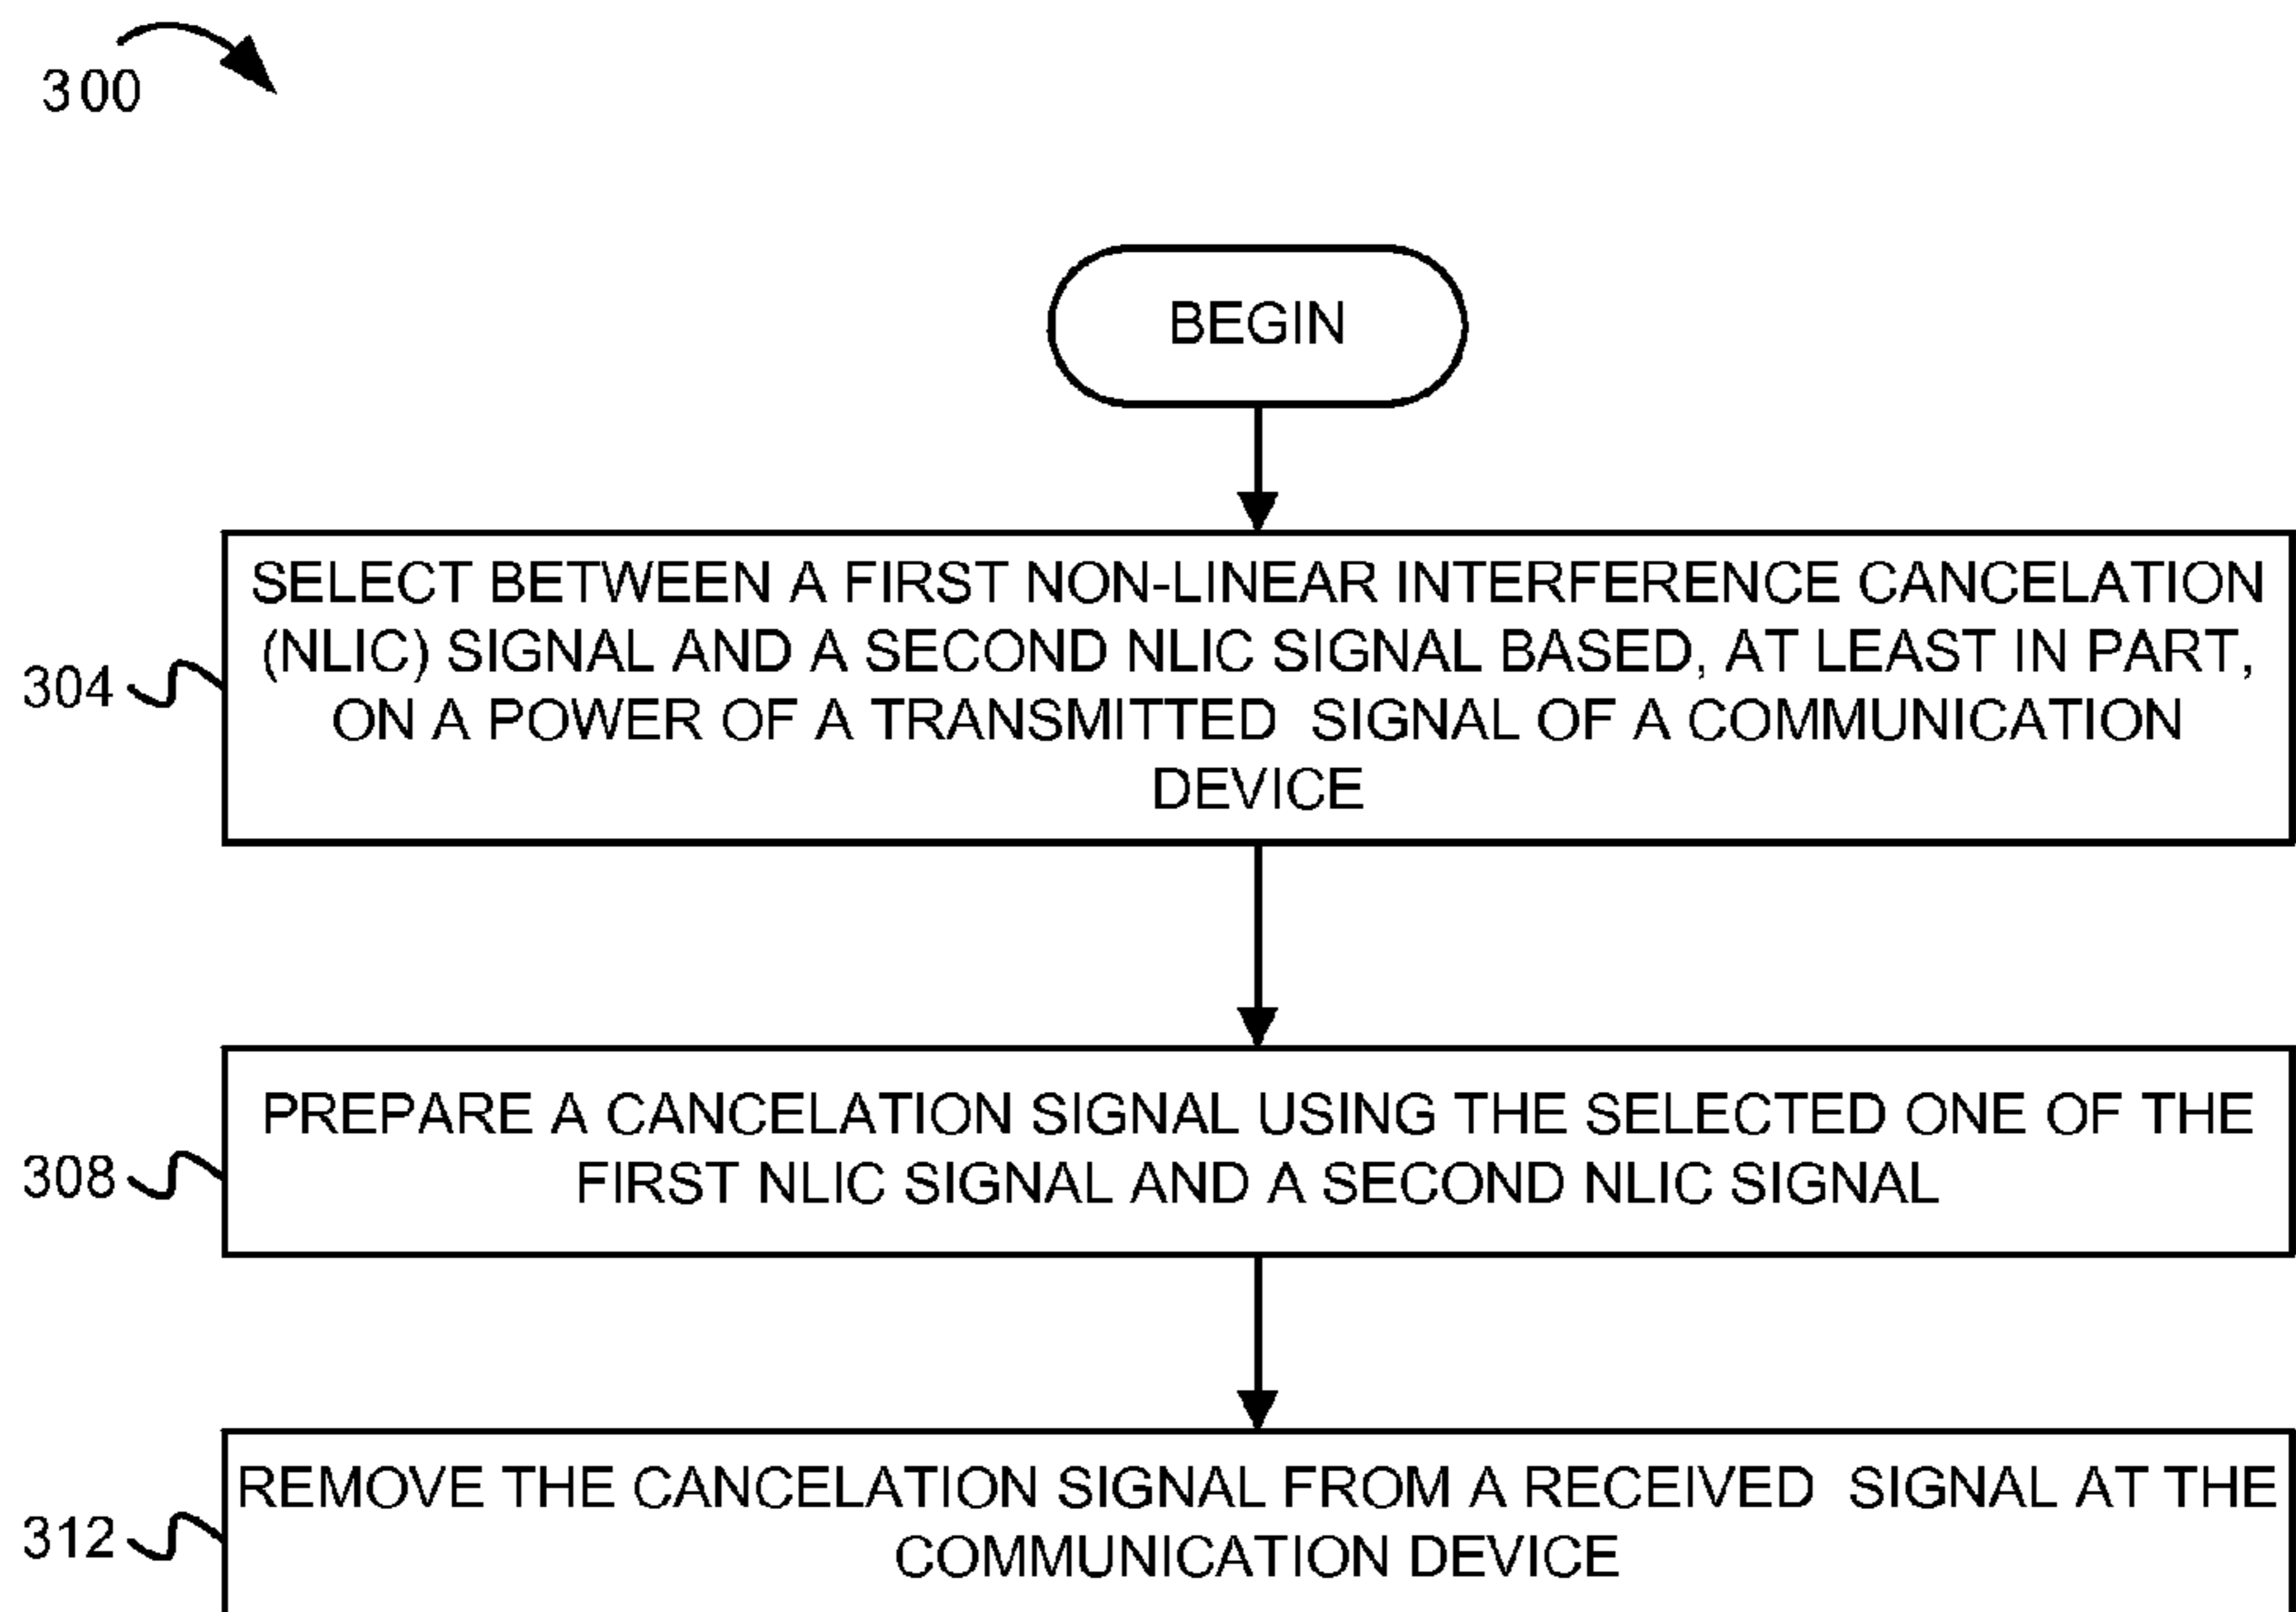 300
BEGIN
SELECT BETWEEN A FIRST NON-LINEAR INTERFERENCE CANCELATION
(NLIC) SIGNAL AND A SECOND NLIC SIGNAL BASED, AT LEAST IN PART,
ON A POWER OF A TRANSMITTED SIGNAL OF A COMMUNICATION
DEVICE
304
PREPARE A CANCELATION SIGNAL USING THE SELECTED ONE OF THE
FIRST NLIC SIGNAL AND A SECOND NLIC SIGNAL
308
REMOVE THE CANCELATION SIGNAL FROM A RECEIVED SIGNAL AT THE
COMMUNICATION DEVICE
312